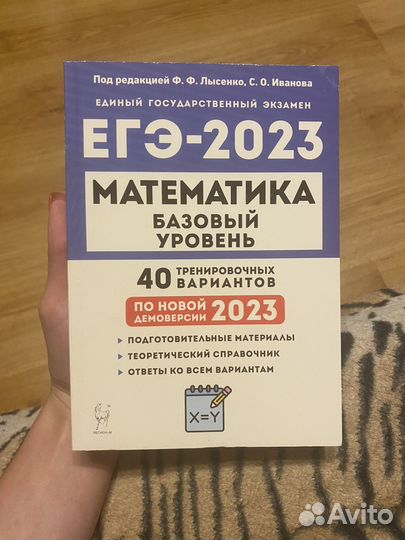 Под редакцией Ф. Ф. Лысенко, С. О. Иванова
ЕДИНЫЙ ГОСУДАРСТВЕННЫЙ ЭКЗАМЕН
ЕГЭ-2023
МАТЕМАТИКА
БАЗОВЫЙ
УРОВЕНЬ
40 ТРЕНИРОВОЧНЫХ
ВАРИАНТОВ
ПО НОВОЙ
ДЕМОВЕРСИИ 2023
ПОДГОТОВИТЕЛЬНЫЕ МАТЕРИАЛЫ
ТЕОРЕТИЧЕСКИЙ СПРАВОЧНИК
ОТВЕТЫ КО ВСЕМ ВАРИАНТАМ
X=Y
ЛЕГИОН-М
Avito